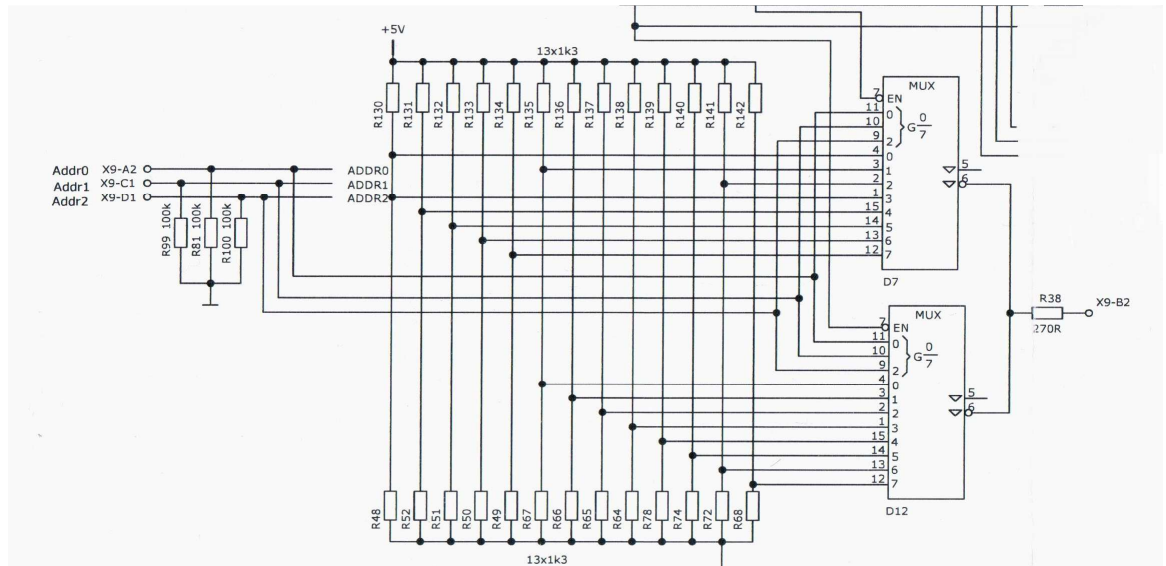 +5V
13x1k3
R130
R131
R132
R133
R134
R135
R136
R137
R138
R139
R140
R141
R142
Addr0 X9-A2
Addr1 X9-C1
Addr2 X9-D1
ADDR0
ADDR1
ADDR2
R99 100k
R81 100k
R100 100k
MUX
7 EN
11 0
10
9 2
G 0/7
4 0
3 1
2 2
1 3
15 4
14 5
13 6
12 7
5
6
D7
R38
270R
X9-B2
MUX
7 EN
11 0
10
9 2
G 0/7
4 0
3 1
2 2
1 3
15 4
14 5
13 6
12 7
5
6
D12
R48
R52
R51
R50
R49
R67
R66
R65
R64
R78
R74
R72
R68
13x1k3